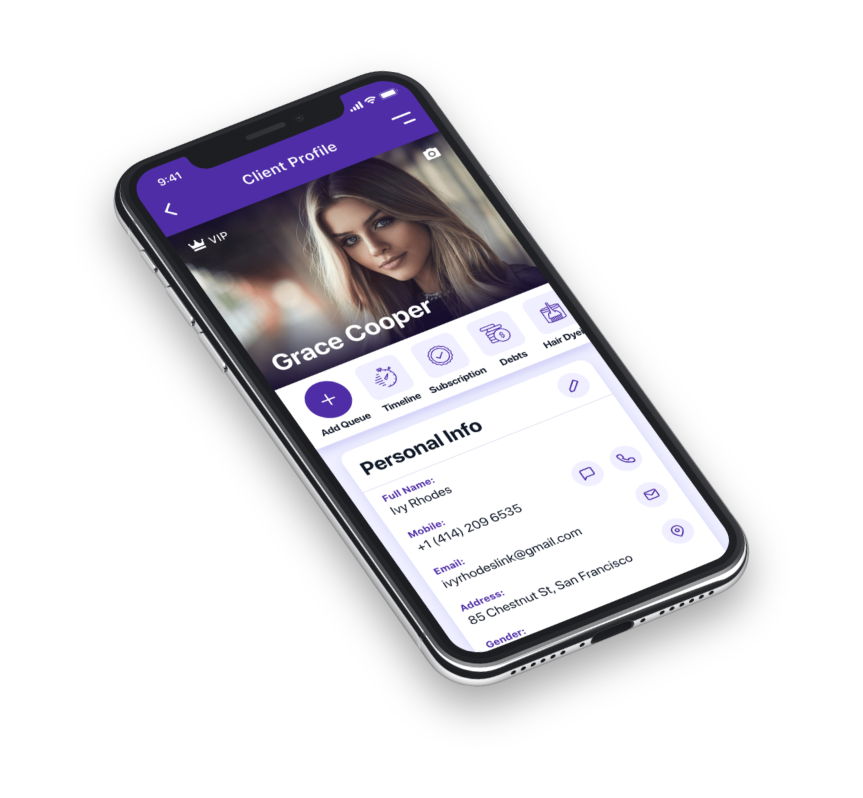 9:41
Client Profile
VIP
Grace Cooper
Add Queue
Timeline
Subscription
Debts
Hair Dye
Personal Info
Full Name:
Ivy Rhodes
Mobile:
+1 (414) 209 6535
Email:
ivyrhodeslink@gmail.com
Address:
85 Chestnut St, San Francisco
Gender: